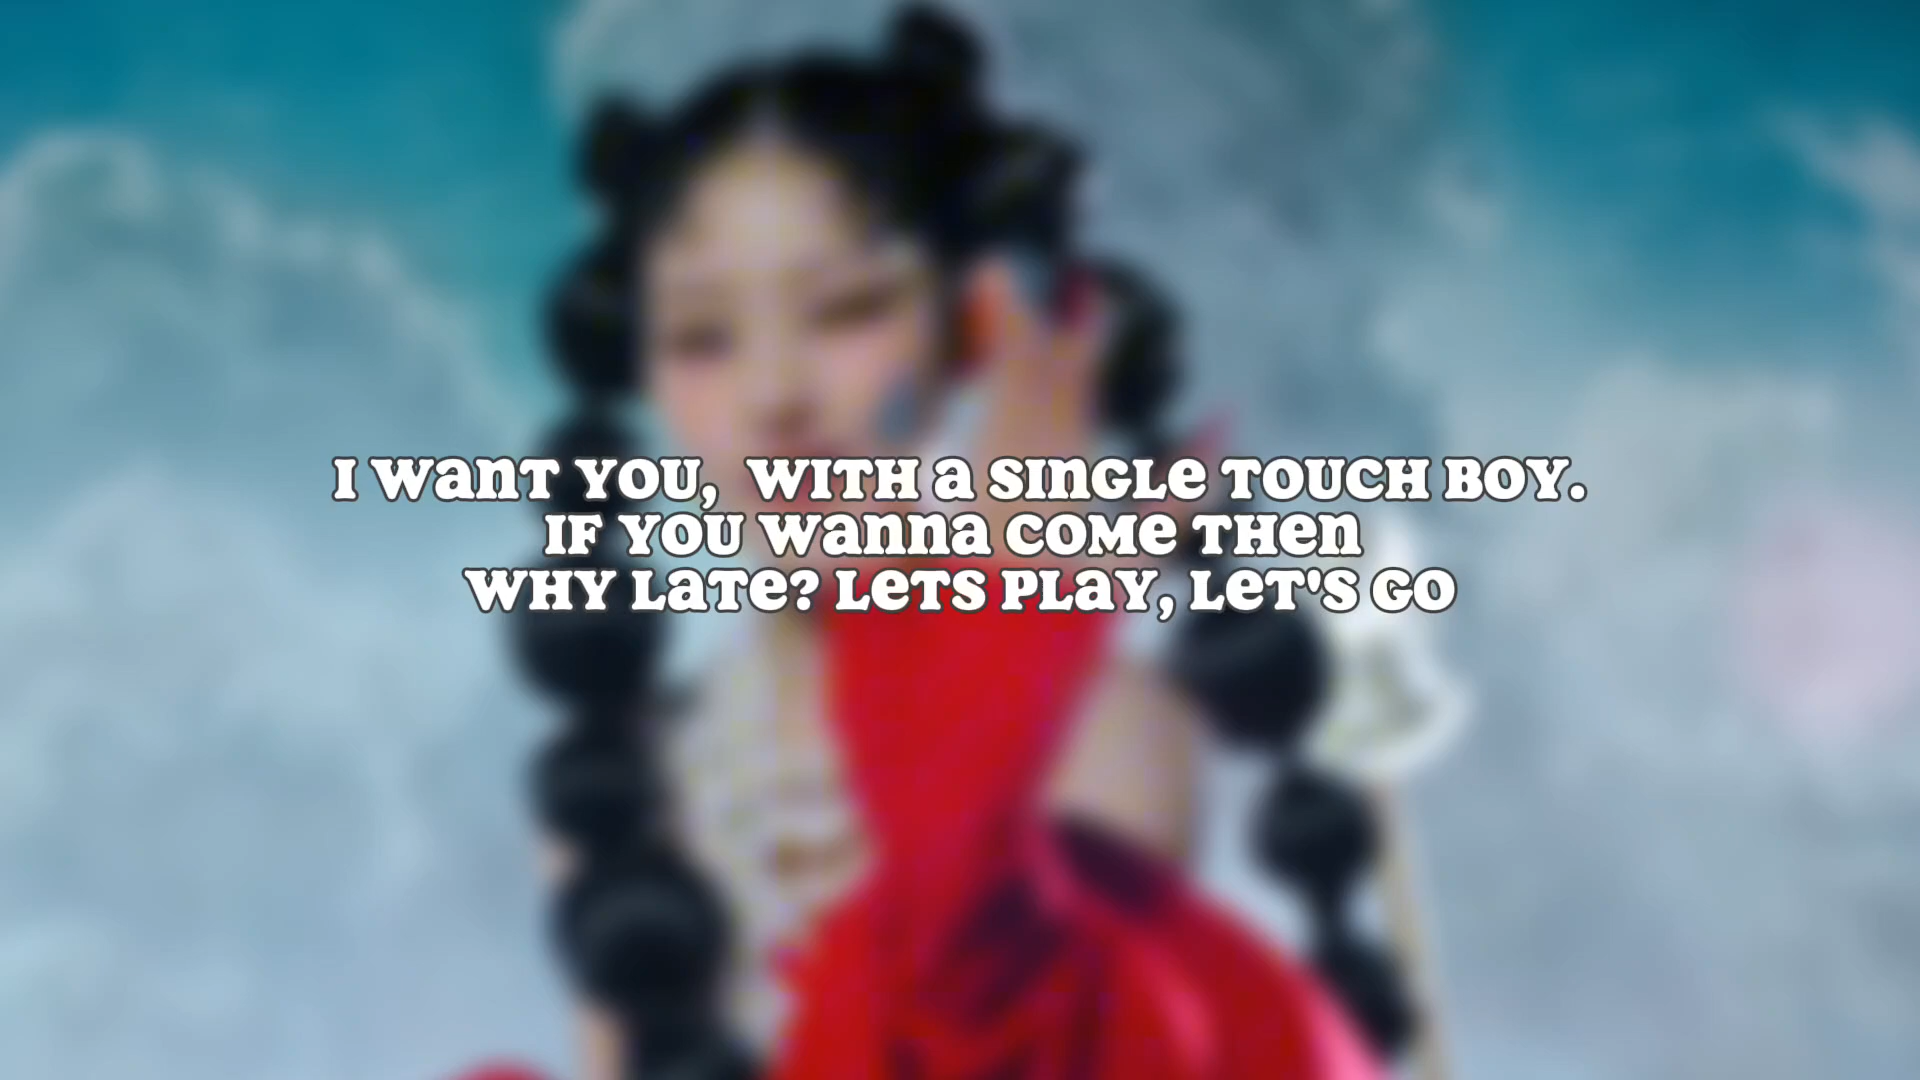 I WANT YOU, WITH A SINGLE TOUCH BOY.
IF YOU WANNA COME THEN
WHY LATE? LETS PLAY, LET'S GO